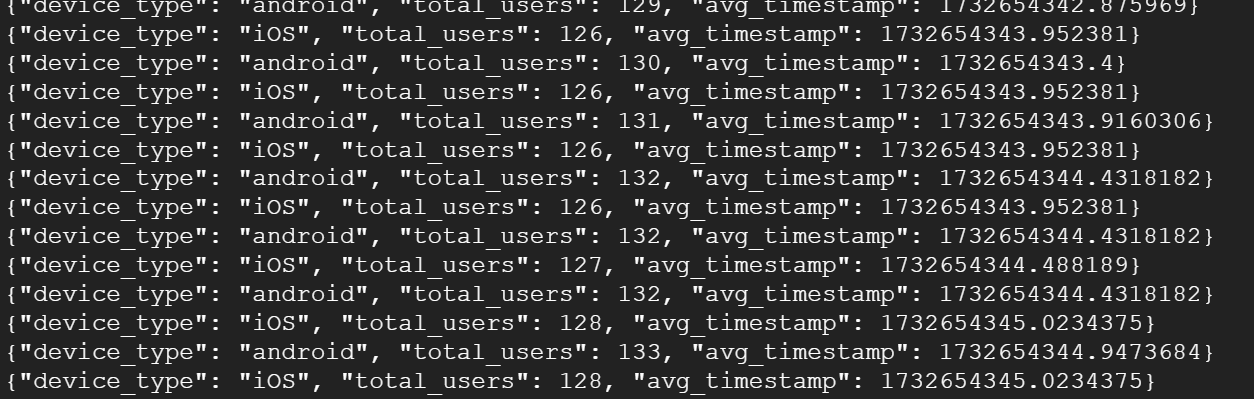 {"device_type": "android", "total_users": 129, "avg_timestamp": 1732654342.875969}
{"device_type": "iOS", "total_users": 126, "avg_timestamp": 1732654343.952381}
{"device_type": "android", "total_users": 130, "avg_timestamp": 1732654343.4}
{"device_type": "iOS", "total_users": 126, "avg_timestamp": 1732654343.952381}
{"device_type": "android", "total_users": 131, "avg_timestamp": 1732654343.9160306}
{"device_type": "iOS", "total_users": 126, "avg_timestamp": 1732654343.952381}
{"device_type": "android", "total_users": 132, "avg_timestamp": 1732654344.4318182}
{"device_type": "iOS", "total_users": 126, "avg_timestamp": 1732654343.952381}
{"device_type": "android", "total_users": 132, "avg_timestamp": 1732654344.4318182}
{"device_type": "iOS", "total_users": 127, "avg_timestamp": 1732654344.488189}
{"device_type": "android", "total_users": 132, "avg_timestamp": 1732654344.4318182}
{"device_type": "iOS", "total_users": 128, "avg_timestamp": 1732654345.0234375}
{"device_type": "android", "total_users": 133, "avg_timestamp": 1732654344.9473684}
{"device_type": "iOS", "total_users": 128, "avg_timestamp": 1732654345.0234375}